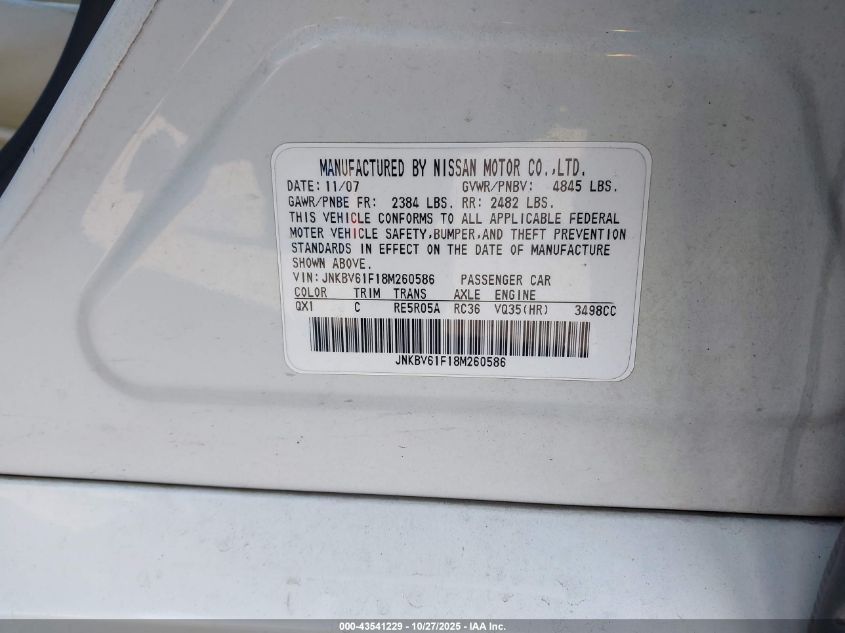 MANUFACTURED BY NISSAN MOTOR CO.,LTD.
DATE: 11/07 GVWR/PNBV: 4845 LBS.
GAWR/PNBE FR: 2384 LBS. RR: 2482 LBS.
THIS VEHICLE CONFORMS TO ALL APPLICABLE FEDERAL
MOTER VEHICLE SAFETY,BUMPER,AND THEFT PREVENTION
STANDARDS IN EFFECT ON THE DATE OF MANUFACTURE
SHOWN ABOVE.
VIN: JNKBV61F18M260586 PASSENGER CAR
COLOR TRIM TRANS AXLE ENGINE
QX1 C RE5R05A RC36 VQ35(HR) 3498CC
JNKBV61F18M260586
000-43541229 - 10/27/2025 - IAA Inc.